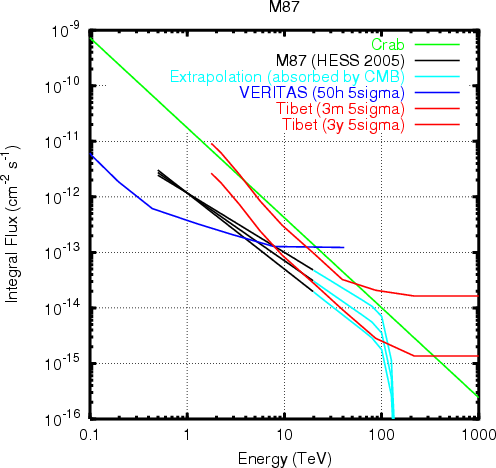 M87
Crab
M87 (HESS 2005)
Extrapolation (absorbed by CMB)
VERITAS (50h 5sigma)
Tibet (3m 5sigma)
Tibet (3y 5sigma)
Integral Flux (cm⁻² s⁻¹)
10⁻⁹
10⁻¹⁰
10⁻¹¹
10⁻¹²
10⁻¹³
10⁻¹⁴
10⁻¹⁵
10⁻¹⁶
0.1 1 10 100 1000
Energy (TeV)